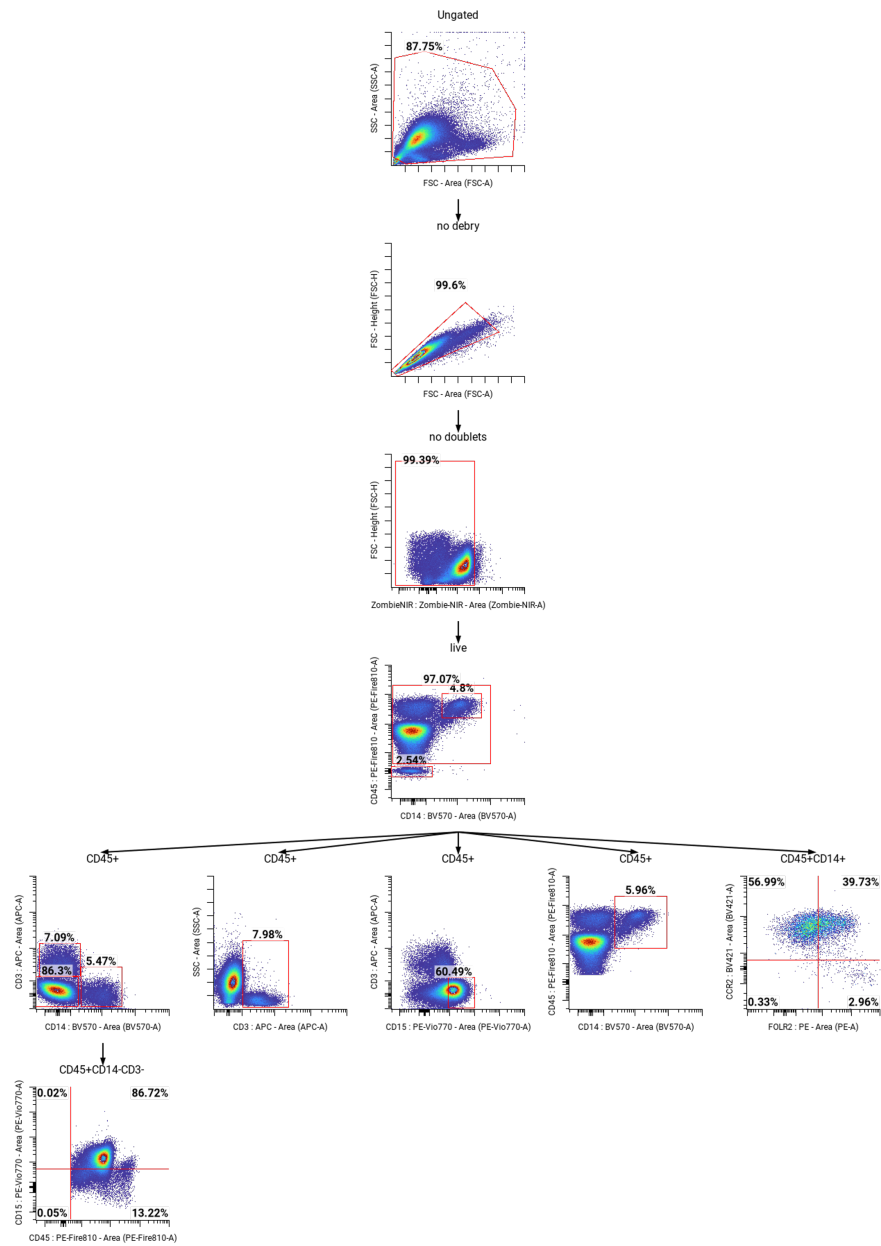 Ungated
87.75%
SSC - Area (SSC-A)
FSC - Area (FSC-A)
no debry
99.6%
FSC - Height (FSC-H)
FSC - Area (FSC-A)
no doublets
99.39%
FSC - Height (FSC-H)
ZombieNIR : Zombie-NIR - Area (Zombie-NIR-A)
live
97.07%
4.8%
2.54%
CD45 : PE-Fire810 - Area (PE-Fire810-A)
CD14 : BV570 - Area (BV570-A)
CD45+
7.09%
5.47%
86.3%
CD3 : APC - Area (APC-A)
CD14 : BV570 - Area (BV570-A)
CD45+
7.98%
SSC - Area (SSC-A)
CD3 : APC - Area (APC-A)
CD45+
60.49%
CD3 : APC - Area (APC-A)
CD15 : PE-Vio770 - Area (PE-Vio770-A)
CD45+
5.96%
CD45 : PE-Fire810 - Area (PE-Fire810-A)
CD14 : BV570 - Area (BV570-A)
CD45+CD14+
56.99% 39.73%
CCR2 : BV421 - Area (BV421-A)
0.33% 2.96%
FOLR2 : PE - Area (PE-A)
CD45+CD14-CD3-
0.02% 86.72%
CD15 : PE-Vio770 - Area (PE-Vio770-A)
0.05% 13.22%
CD45 : PE-Fire810 - Area (PE-Fire810-A)